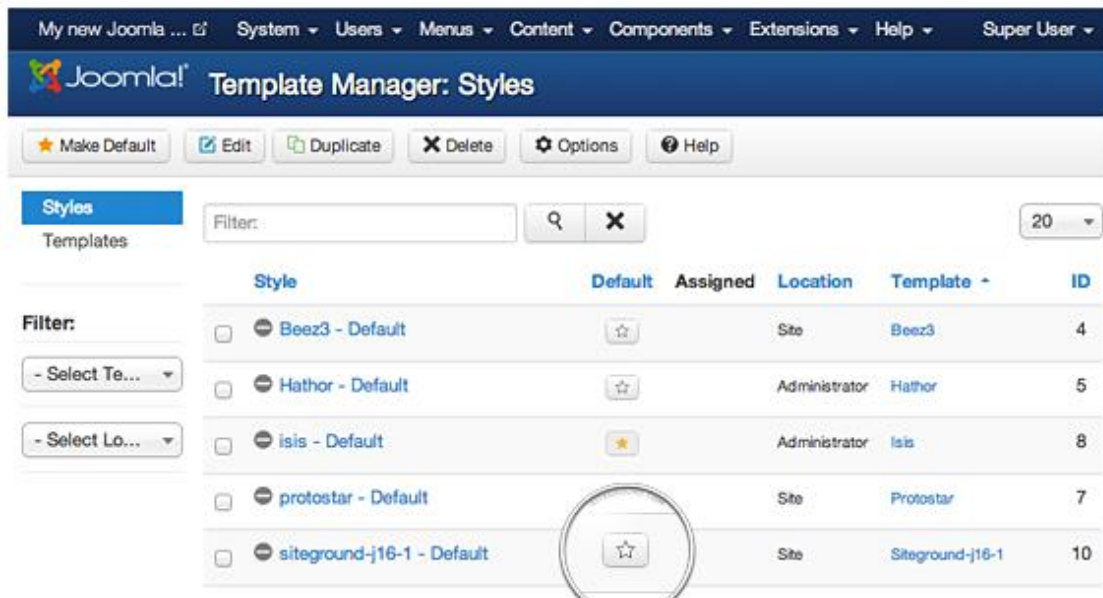 My new Joomla ... System Users Menus Content Components Extensions Help Super User
Joomla!® Template Manager: Styles
Make Default Edit Duplicate Delete Options Help
Styles
Templates
Filter: 20
Style Default Assigned Location Template ID
Filter:
Beez3 - Default Site Beez3 4
- Select Te...
Hathor - Default Administrator Hathor 5
- Select Lo...
isis - Default Administrator Isis 8
protostar - Default Site Protostar 7
siteground-j16-1 - Default Site Siteground-j16-1 10